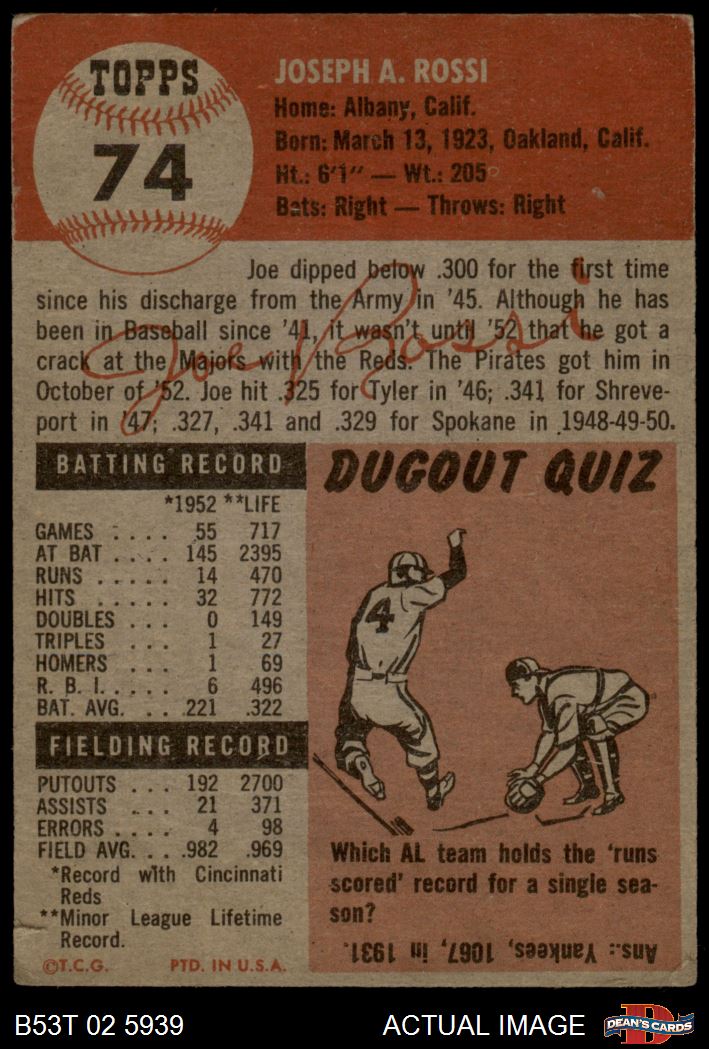 TOPPS
74
JOSEPH A. ROSSI
Home: Albany, Calif.
Born: March 13, 1923, Oakland, Calif.
Ht.: 6'1" — Wt.: 205
Bats: Right — Throws: Right
Joe dipped below .300 for the first time
since his discharge from the Army in '45. Although he has
been in Baseball since '41, it wasn't until '52 that he got a
crack at the Majors with the Reds. The Pirates got him in
October of '52. Joe hit .325 for Tyler in '46; .341 for Shreve-
port in '47; .327, .341 and .329 for Spokane in 1948-49-50.
Joe Rossi
BATTING RECORD
*1952 **LIFE
GAMES . . . . 55 717
AT BAT . . . . 145 2395
RUNS . . . . . 14 470
HITS . . . . . 32 772
DOUBLES . . . 0 149
TRIPLES . . . 1 27
HOMERS . . . 1 69
R. B. I. . . . . 6 496
BAT. AVG. . . .221 .322
FIELDING RECORD
PUTOUTS . . . 192 2700
ASSISTS . . . 21 371
ERRORS . . . . 4 98
FIELD AVG. . . .982 .969
*Record with Cincinnati
Reds
**Minor League Lifetime
Record.
©T.C.G. PTD. IN U.S.A.
DUGOUT QUIZ
4
Which AL team holds the 'runs
scored' record for a single sea-
son?
Ans.: Yankees, 1067, in 1931.
B53T 02 5939
ACTUAL IMAGE
D
DEAN'S CARDS